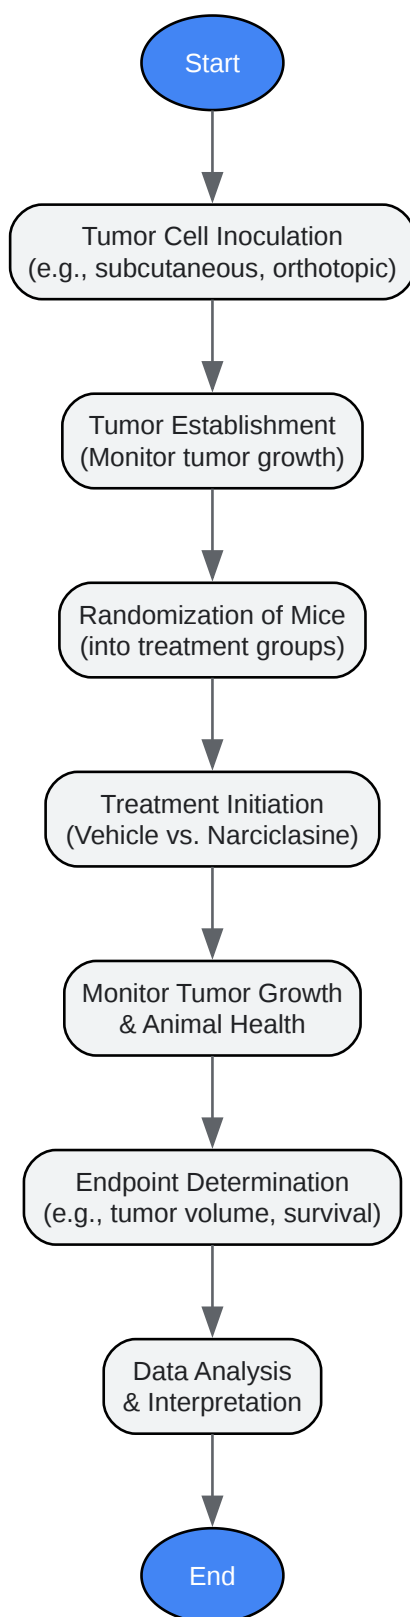 Start
Tumor Cell Inoculation
(e.g., subcutaneous, orthotopic)
Tumor Establishment
(Monitor tumor growth)
Randomization of Mice
(into treatment groups)
Treatment Initiation
(Vehicle vs. Narciclasine)
Monitor Tumor Growth
& Animal Health
Endpoint Determination
(e.g., tumor volume, survival)
Data Analysis
& Interpretation
End